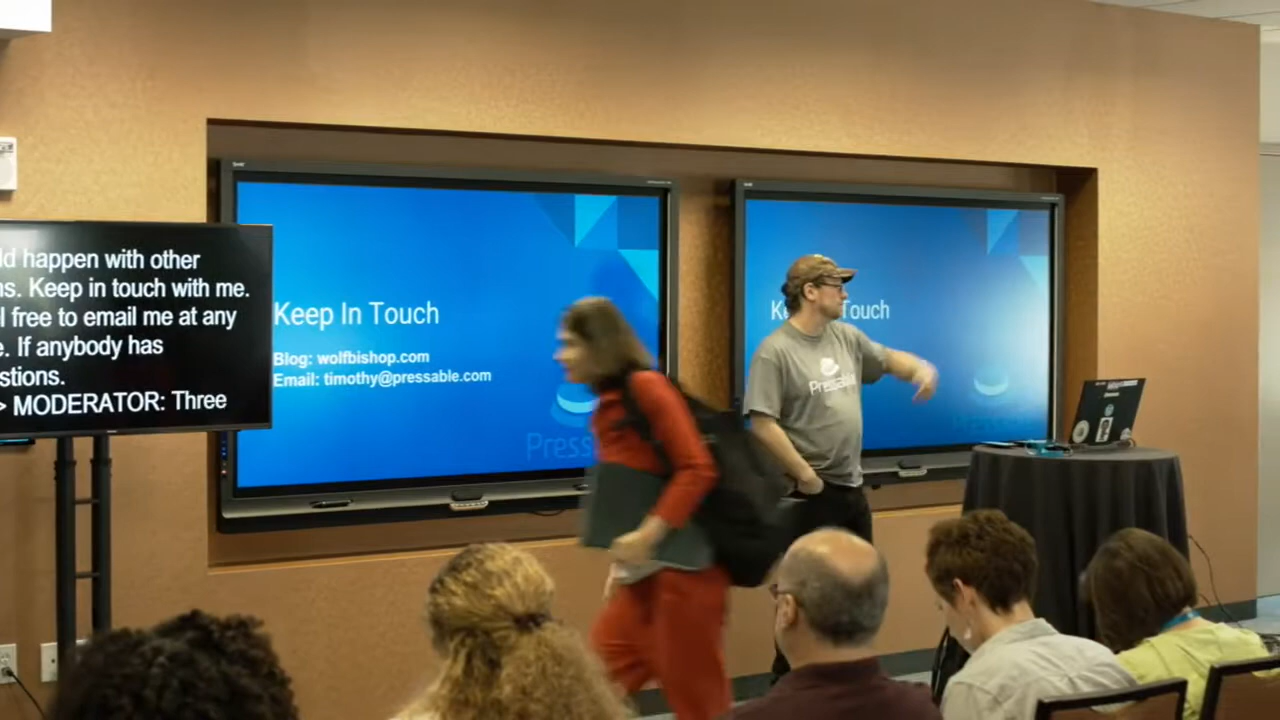 ld happen with other
ns. Keep in touch with me.
l free to email me at any
e. If anybody has
stions.
> MODERATOR: Three
Keep In Touch
Blog: wolfbishop.com
Email: timothy@pressable.com
Press
Touch
Pressable